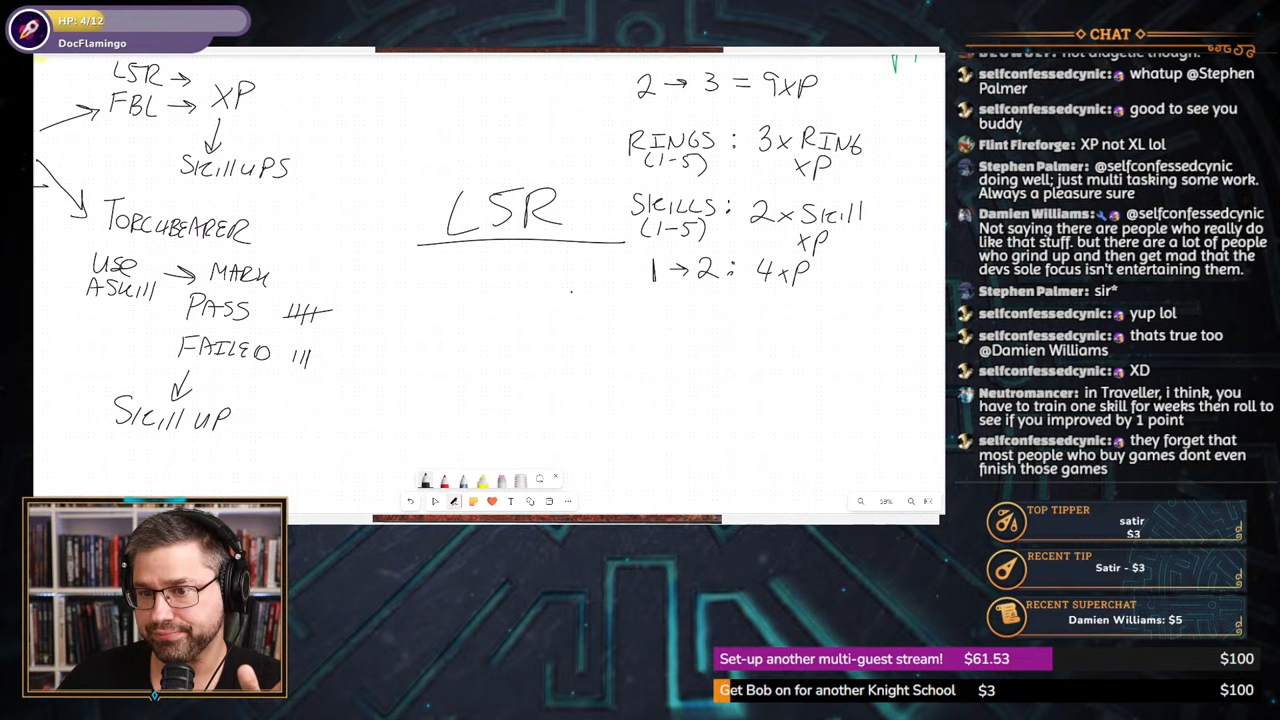 HP: 4/12
DocFlamingo
L5R →
FBL → XP
SKILLUPS
TORCHBEARER
USE A SKILL → MARK
PASS
FAILED
SKILL UP
L5R
2 → 3 = 9XP
RINGS : 3 x RING
(1-5) XP
SKILLS : 2 x SKILL
(1-5) XP
1 → 2 : 4XP
59%
T
CHAT
selfconfessedcynic: whatup @Stephen
Palmer
selfconfessedcynic: good to see you
buddy
Flint Fireforge: XP not XL lol
Stephen Palmer: @selfconfessedcynic
doing well; just multi tasking some work.
Always a pleasure sure
Damien Williams: @selfconfessedcynic
Not saying there are people who really do
like that stuff. but there are a lot of people
who grind up and then get mad that the
devs sole focus isn't entertaining them.
Stephen Palmer: sir*
selfconfessedcynic: yup lol
selfconfessedcynic: thats true too
@Damien Williams
selfconfessedcynic: XD
Neutromancer: in Traveller, i think, you
have to train one skill for weeks then roll to
see if you improved by 1 point
selfconfessedcynic: they forget that
most people who buy games dont even
finish those games
TOP TIPPER
satir
$3
RECENT TIP
Satir - $3
RECENT SUPERCHAT
Damien Williams: $5
Set-up another multi-guest stream! $61.53 $100
Get Bob on for another Knight School $3 $100